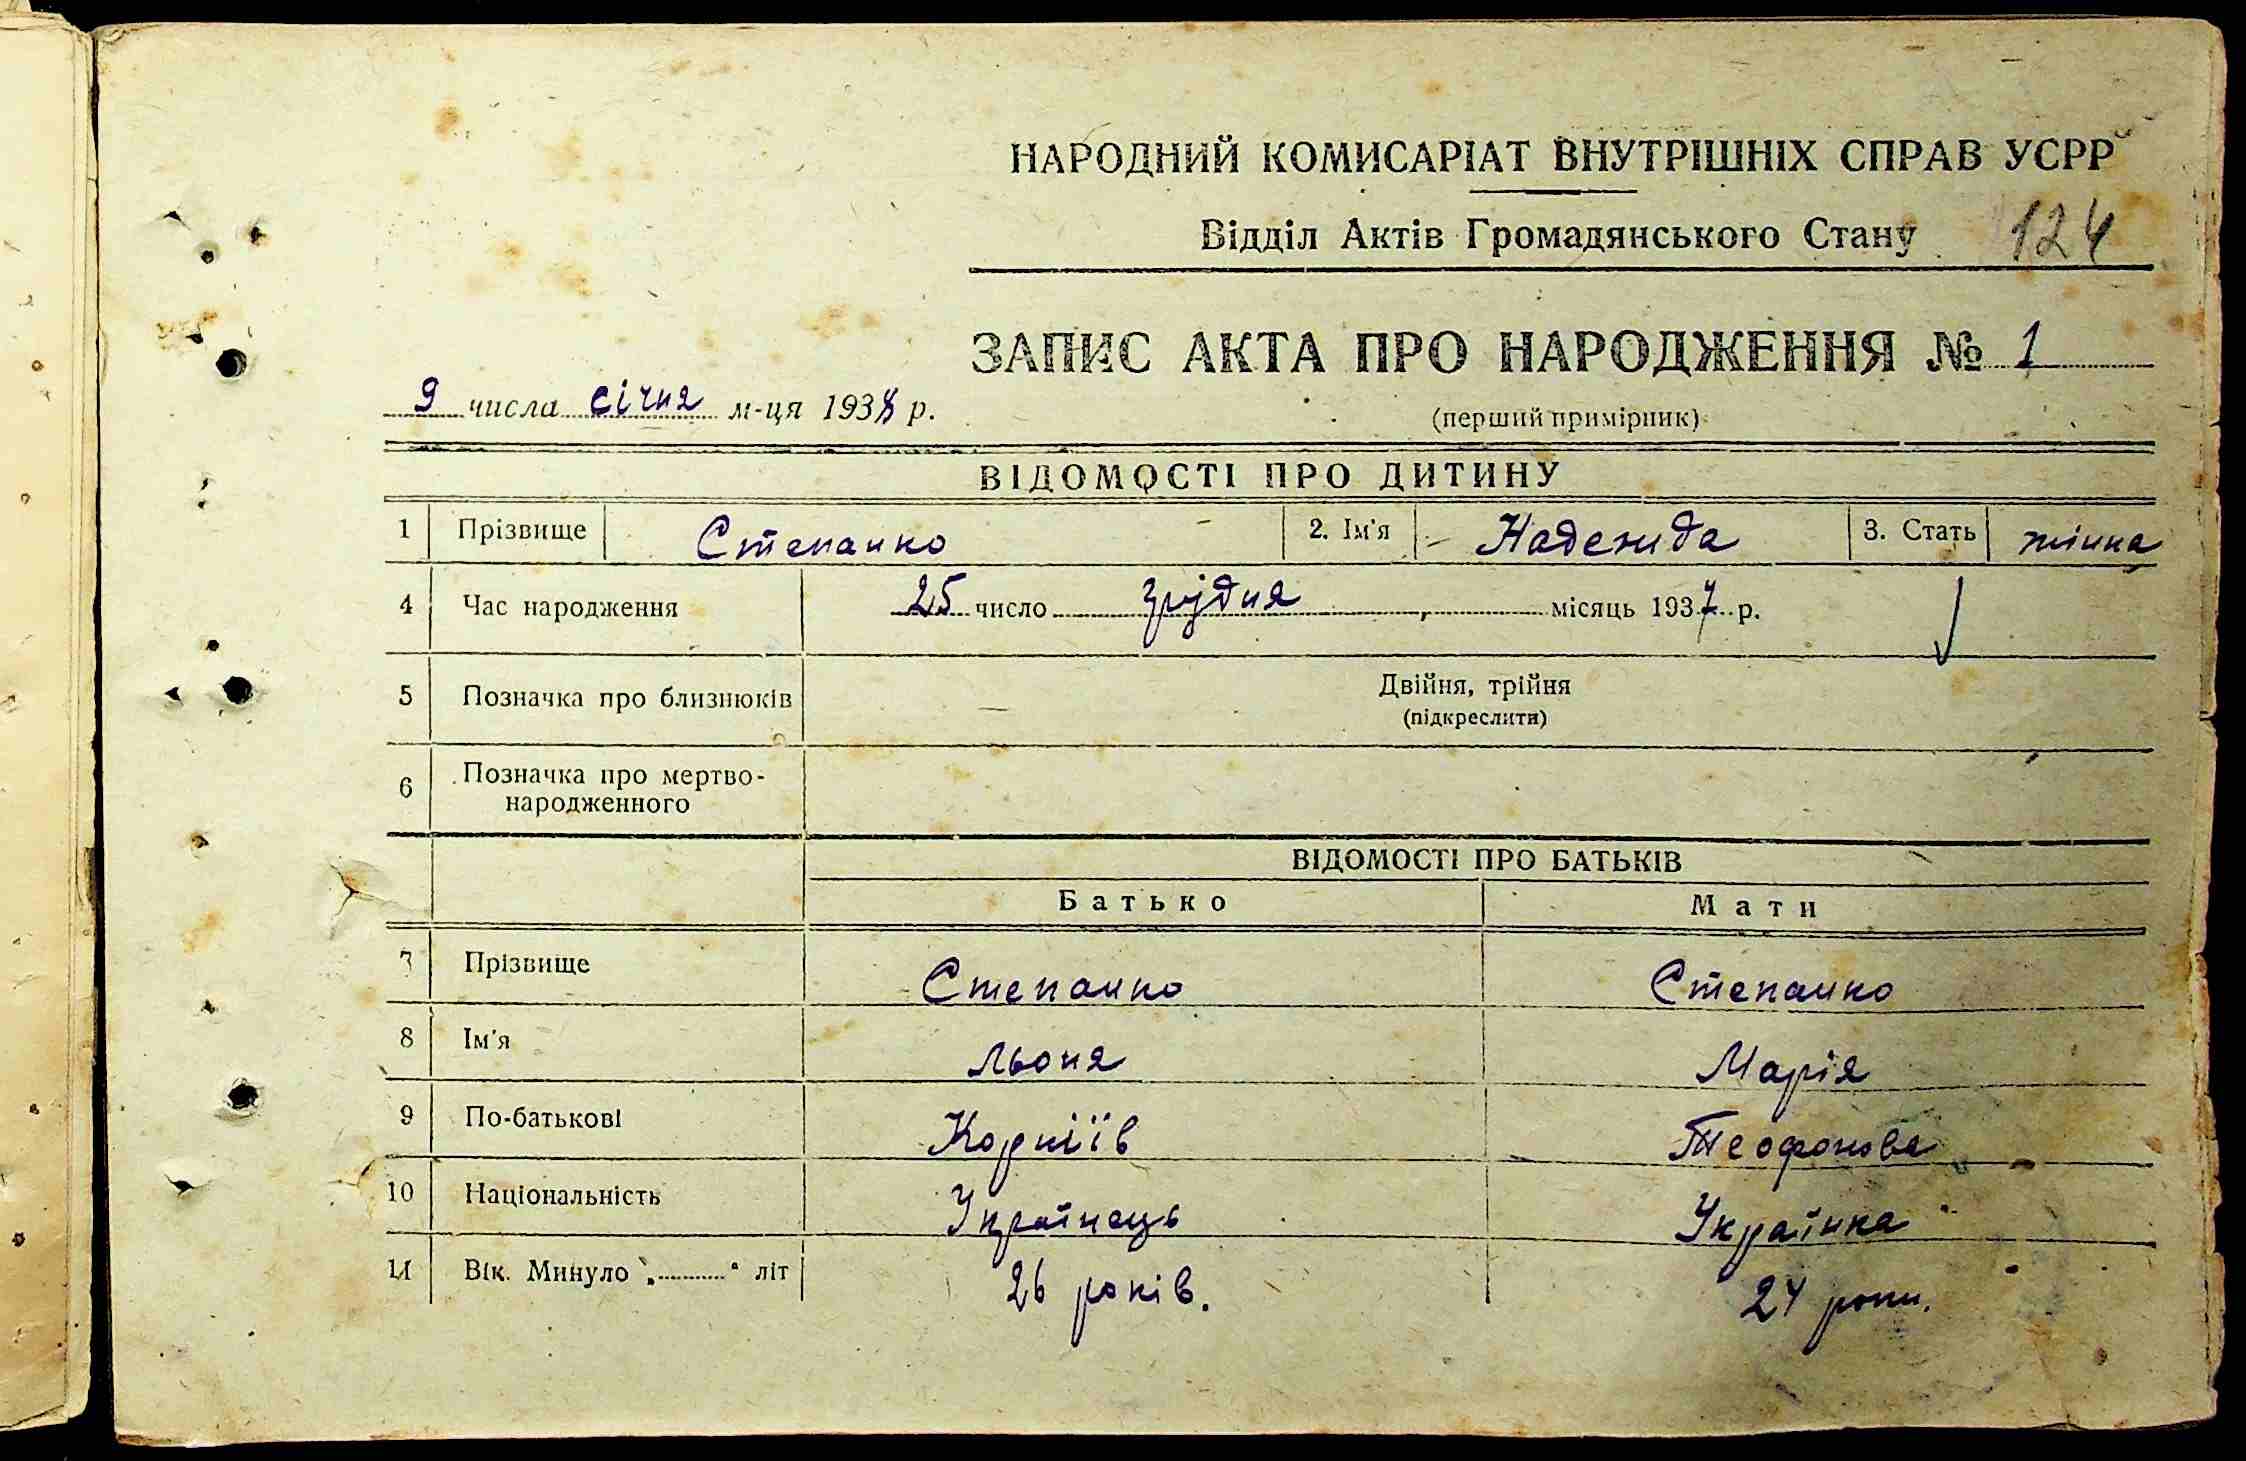 НАРОДНИЙ КОМИСАРІАТ ВНУТРІШНІХ СПРАВ УСРР
Відділ Актів Громадянського Стану 124
ЗАПИС АКТА ПРО НАРОДЖЕННЯ № 1
9 числа січня м-ця 1938 р.
(перший примірник)
ВІДОМОСТІ ПРО ДИТИНУ
1 Прізвище Степанко 2. Ім'я Надежида 3. Стать жінка
4 Час народження 25 число грудня місяць 1937 р.
5 Позначка про близнюків Двійня, трійня
(підкреслити)
6 Позначка про мертво-
народженного
ВІДОМОСТІ ПРО БАТЬКІВ
Батько Мати
7 Прізвище Степанко Степанко
8 Ім'я Льоня Марія
9 По-батькові Корніїв Теофонова
10 Національність Українець Українка
11 Вік. Минуло „..........“ літ 26 років. 24 роки.